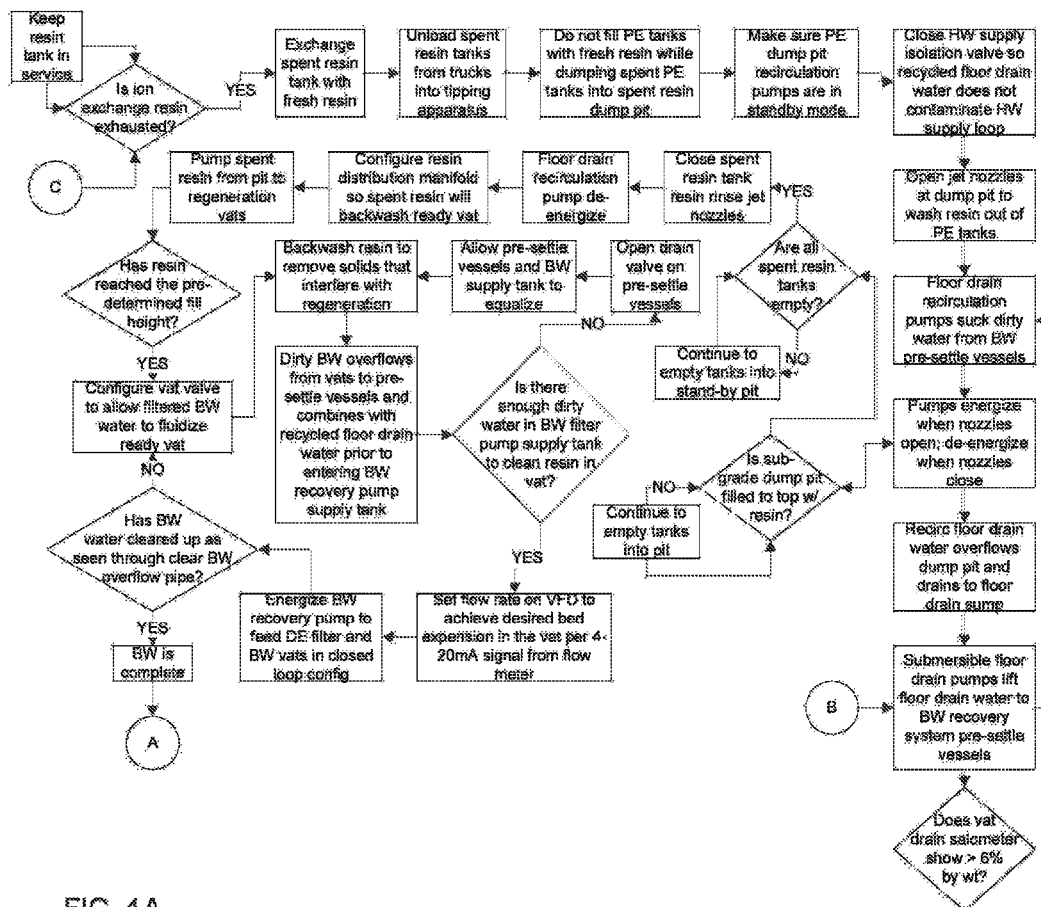 Keep
resin
tank in
service
Is ion
exchange resin
exhausted?
YES
Exchange
spent resin
tank with
fresh resin
Unload spent
resin tanks
from trucks
into tipping
apparatus
Do not fill PE tanks
with fresh resin while
dumping spent PE
tanks into spent resin
dump pit
Make sure PE
dump pit
recirculation
pumps are in
standby mode
Close HW supply
isolation valve so
recycled floor drain
water does not
contaminate HW
supply loop
C
Pump spent
resin from pit to
regeneration
vats
Configure resin
distribution manifold
so spent resin will
backwash ready vat
Floor drain
recirculation
pump de-
energize
Close spent
resin tank
resin rinse jet
nozzles
YES
Open jet nozzles
at dump pit to
wash resin out of
PE tanks
Has resin
reached the pre-
determined fill
height?
Backwash resin to
remove solids that
interfere with
regeneration
Allow pre-settle
vessels and BW
supply tank to
equalize
Open drain
valve on
pre-settle
vessels
Are all
spent resin
tanks
empty?
Floor drain
recirculation
pumps suck dirty
water from BW
pre-settle vessels
NO
NO
YES
Continue to
empty tanks into
stand-by pit
Configure vat valve
to allow filtered BW
water to fluidize
ready vat
Dirty BW overflows
from vats to pre-
settle vessels and
combines with
recycled floor drain
water prior to
entering BW
recovery pump
supply tank
Is there
enough dirty
water in BW filter
pump supply tank
to clean resin in
vat?
Pumps energize
when nozzles
open; de-energize
when nozzles
close
Is sub-
grade dump pit
filled to top w/
resin?
NO
NO
Continue to
empty tanks
into pit
Has BW
water cleared up as
seen through clear BW
overflow pipe?
YES
Recirc floor drain
water overflows
dump pit and
drains to floor
drain sump
Energize BW
recovery pump to
feed DE filter and
BW vats in closed
loop config
Set flow rate on VFD to
achieve desired bed
expension in the vat per 4-
20mA signal from flow
meter
YES
BW is
complete
A
B
Submersible floor
drain pumps lift
floor drain water to
BW recovery
system pre-settle
vessels
Does vat
drain salometer
show > 6%
by wt?
FIG. 4A